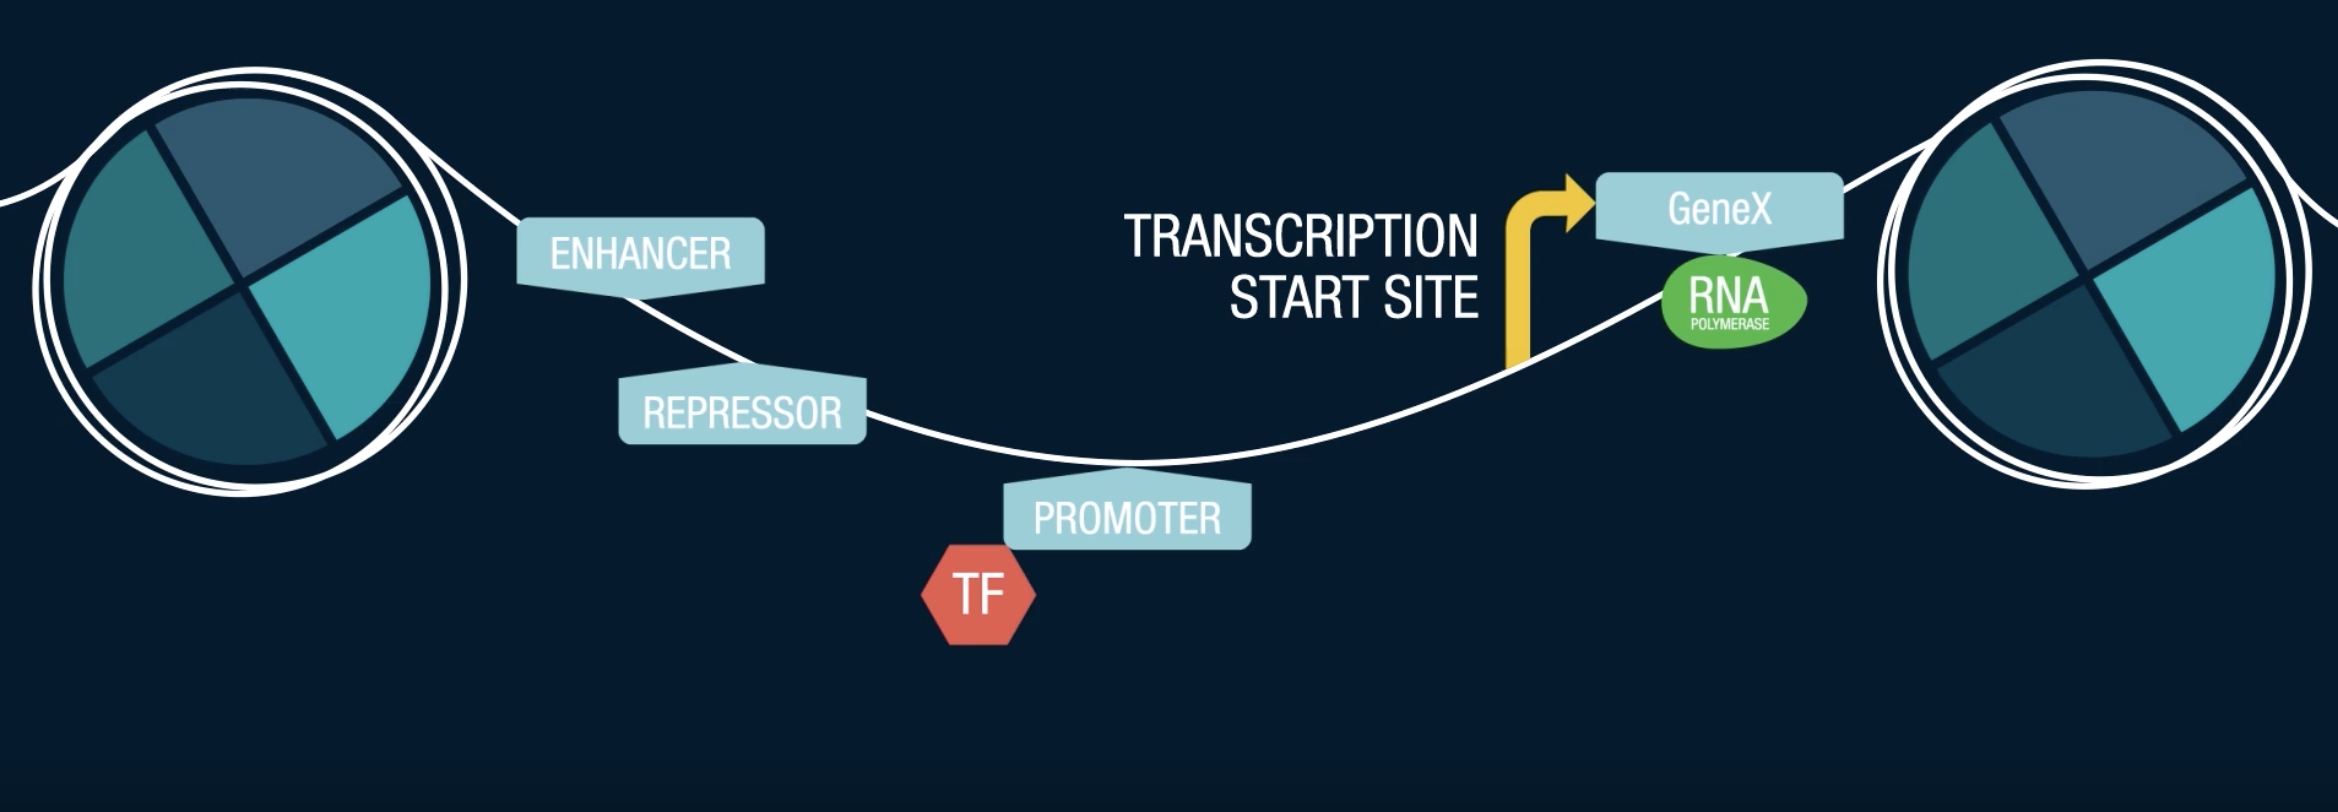 ENHANCER
REPRESSOR
PROMOTER
TF
TRANSCRIPTION
START SITE
GeneX
RNA
POLYMERASE